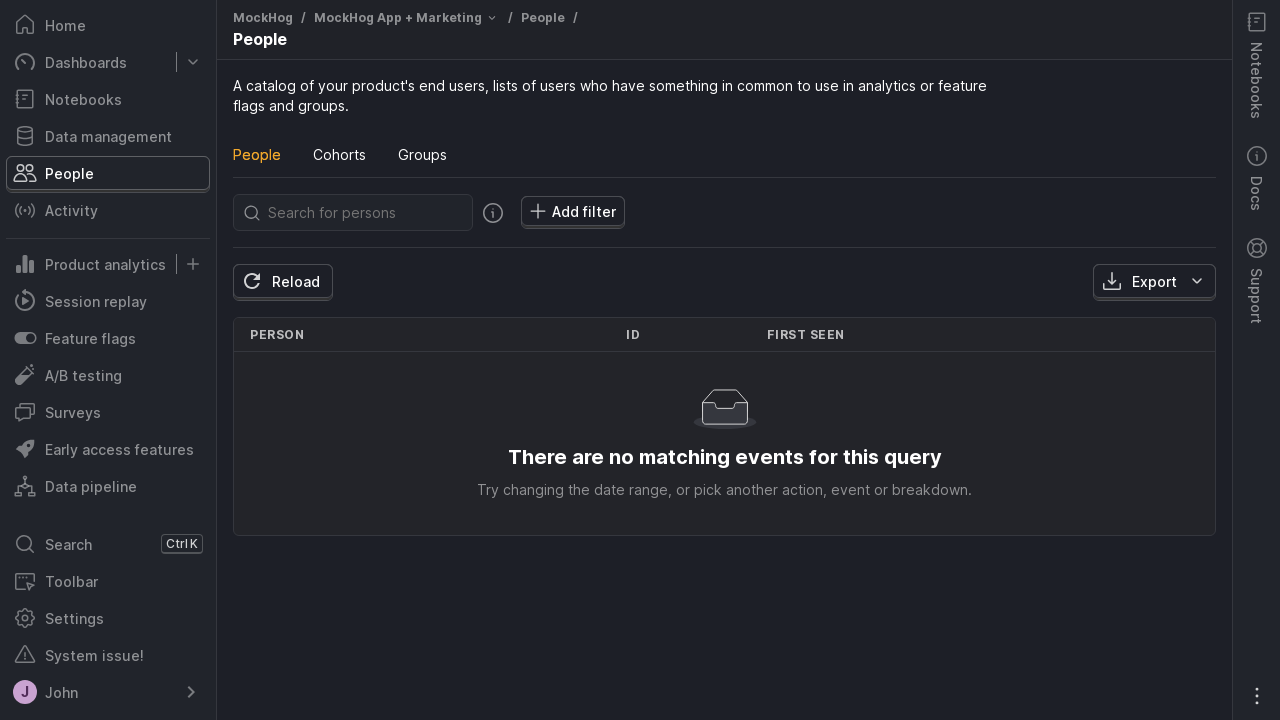 Home
Dashboards
Notebooks
Data management
People
Activity
Product analytics
Session replay
Feature flags
A/B testing
Surveys
Early access features
Data pipeline
Search Ctrl K
Toolbar
Settings
System issue!
J John
MockHog / MockHog App + Marketing / People /
People
A catalog of your product's end users, lists of users who have something in common to use in analytics or feature
flags and groups.
People Cohorts Groups
Search for persons Add filter
Reload Export
PERSON ID FIRST SEEN
There are no matching events for this query
Try changing the date range, or pick another action, event or breakdown.
Notebooks
Docs
Support